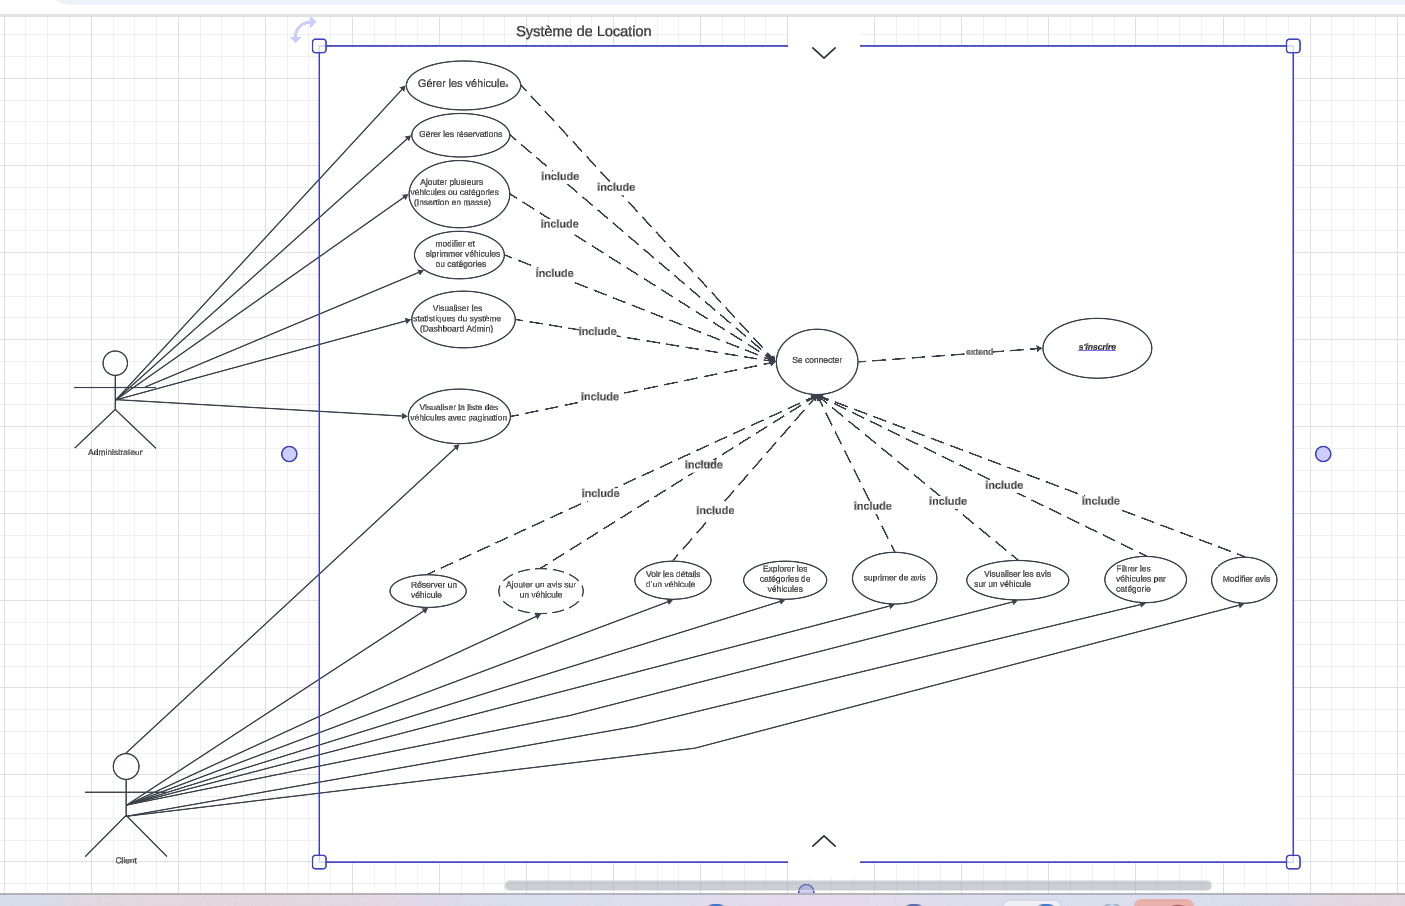 Système de Location
Gérer les véhicules
Gérer les réservations
Ajouter plusieurs
véhicules ou catégories
(Insertion en masse)
include
include
include
modifier et
siprimmer véhicules
ou catégories
include
Visualiser les
statistiques du système
(Dashboard Admin)
include
Se connecter
extend
s'inscrire
Visualiser la liste des
véhicules avec pagination
include
Administrateur
include
include
include
include
include
include
include
Réserver un
véhicule
Ajouter un avis sur
un véhicule
Voir les détails
d'un véhicule
Explorer les
catégories de
véhicules
suprimer de avis
Visualiser les avis
sur un véhicule
Filtrer les
véhicules par
catégorie
Modifier avis
Client